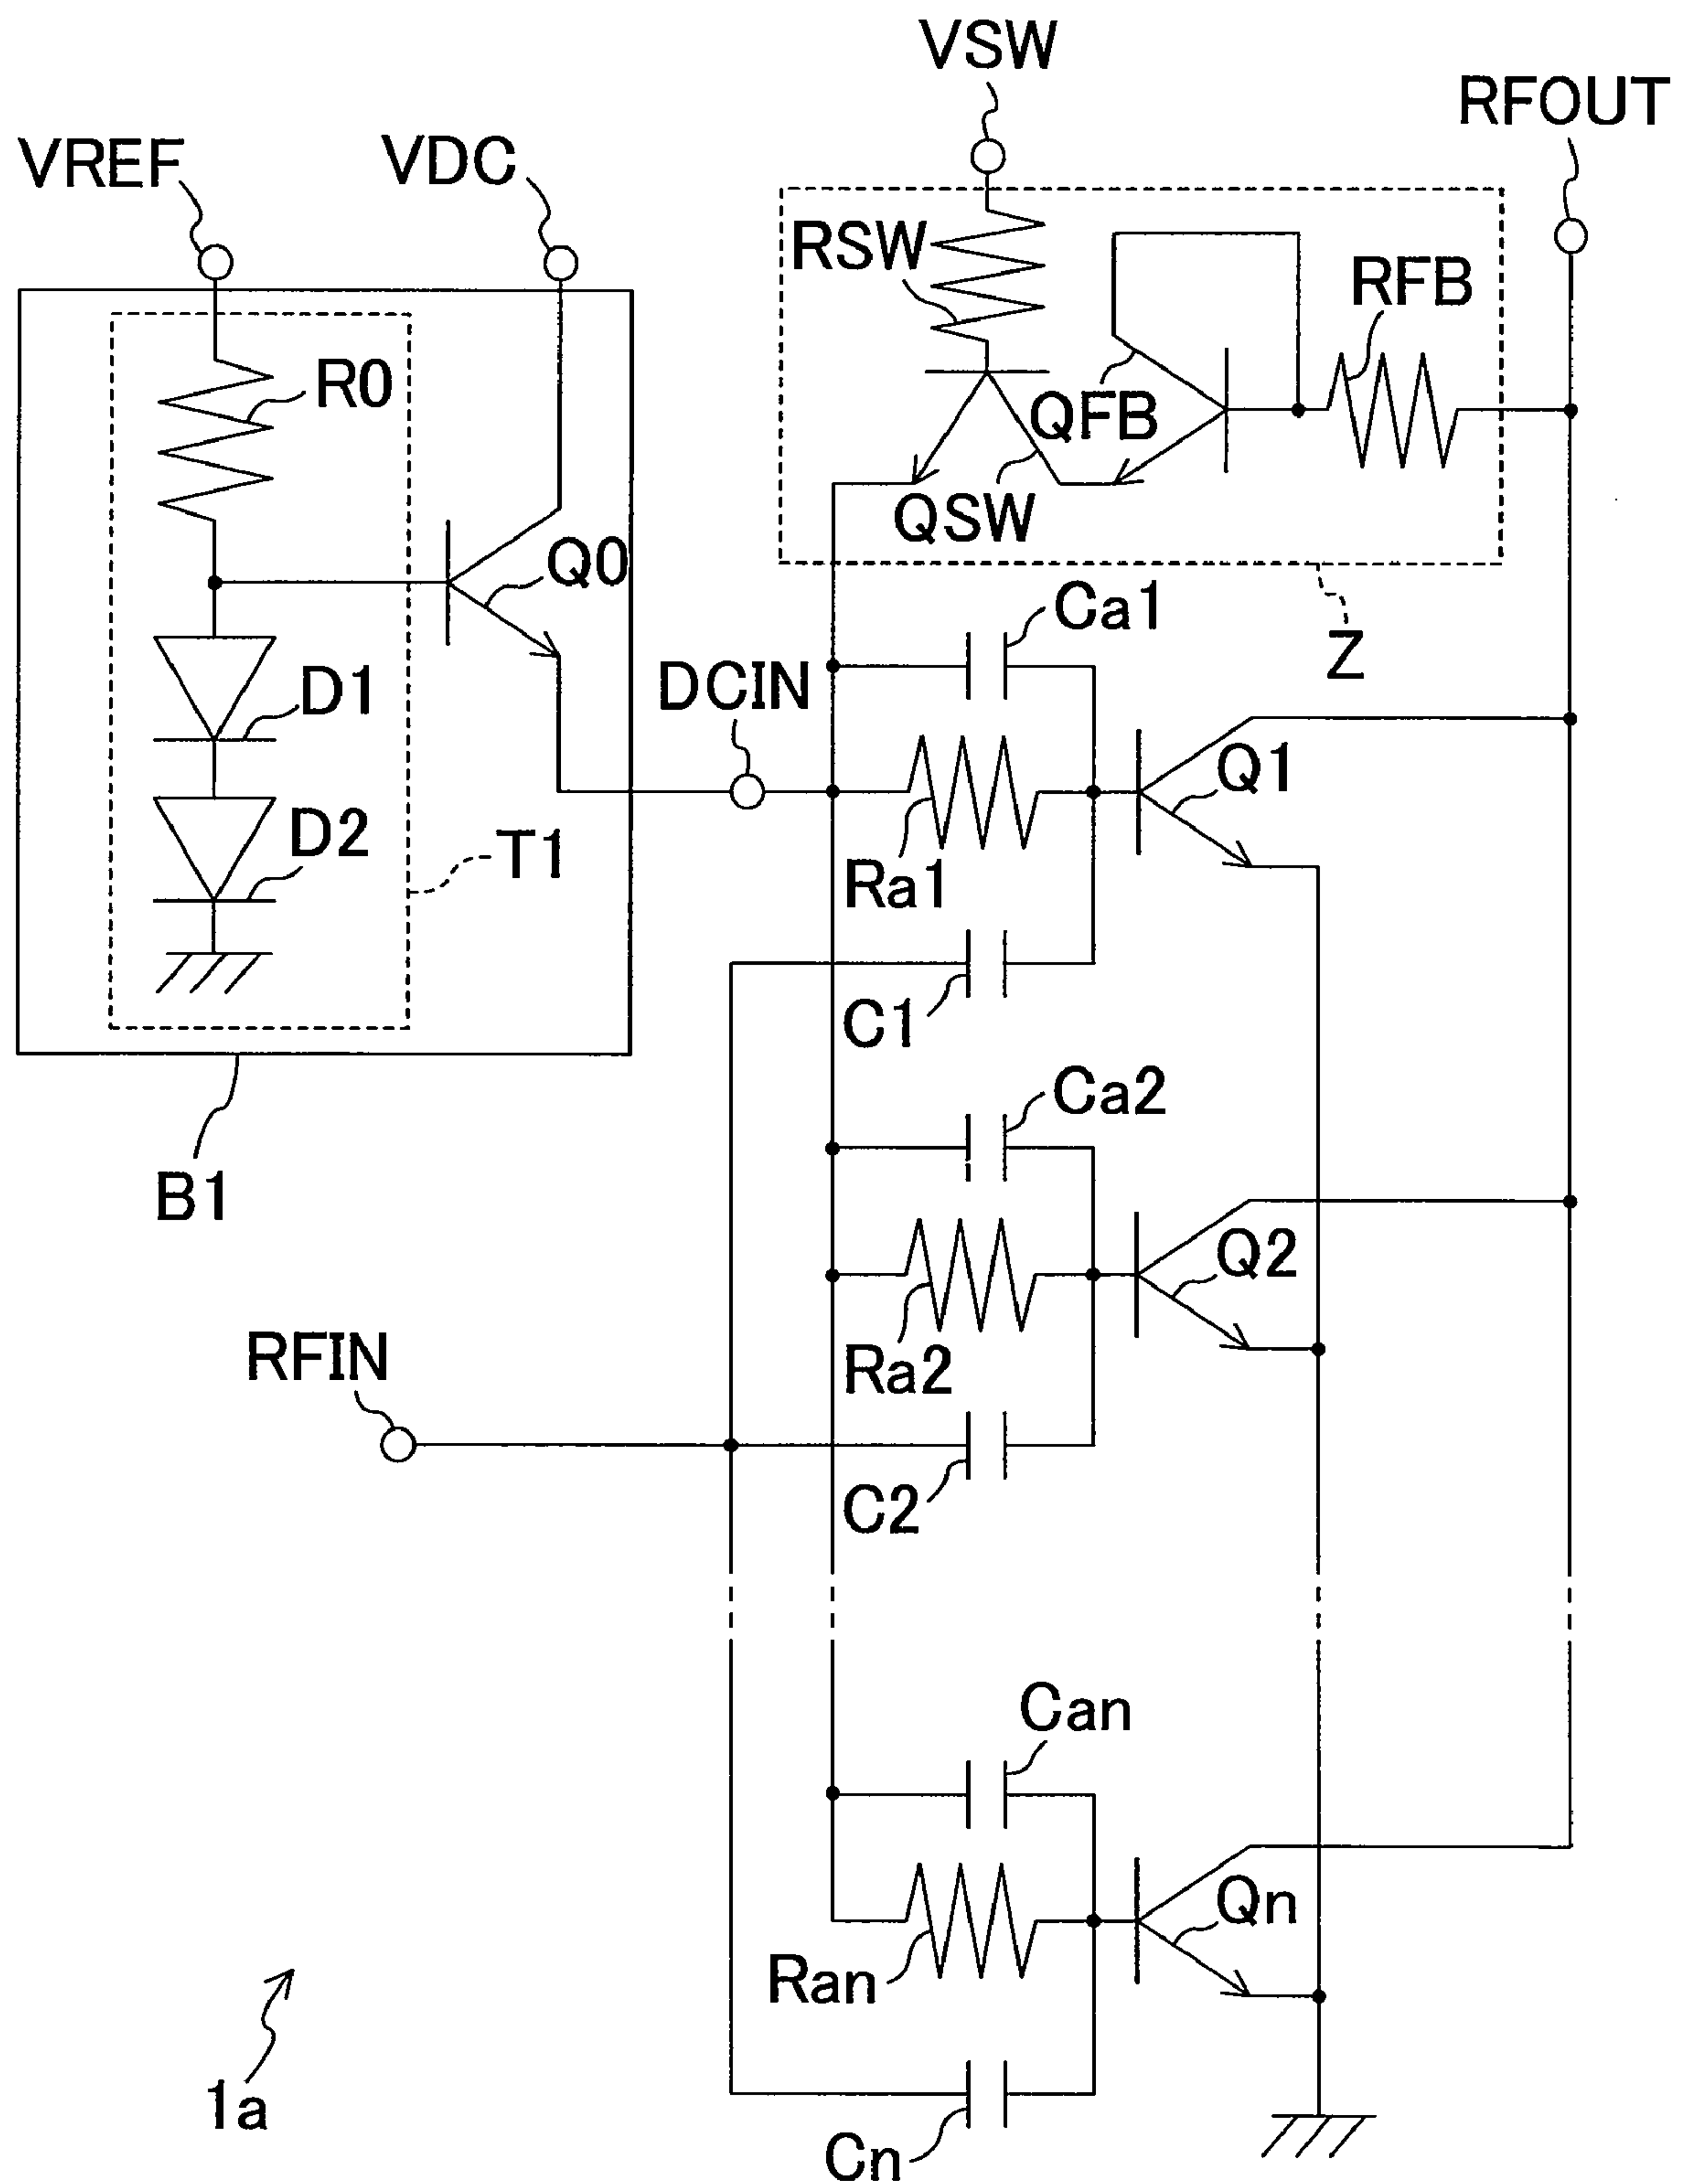 VSW
RFOUT
VREF
VDC
RSW
RFB
R0
QFB
QSW
Q0
Ca1
Z
DCIN
D1
Q1
D2
T1
Ra1
C1
Ca2
B1
Q2
RFIN
Ra2
C2
Can
Qn
Ran
1a
Cn